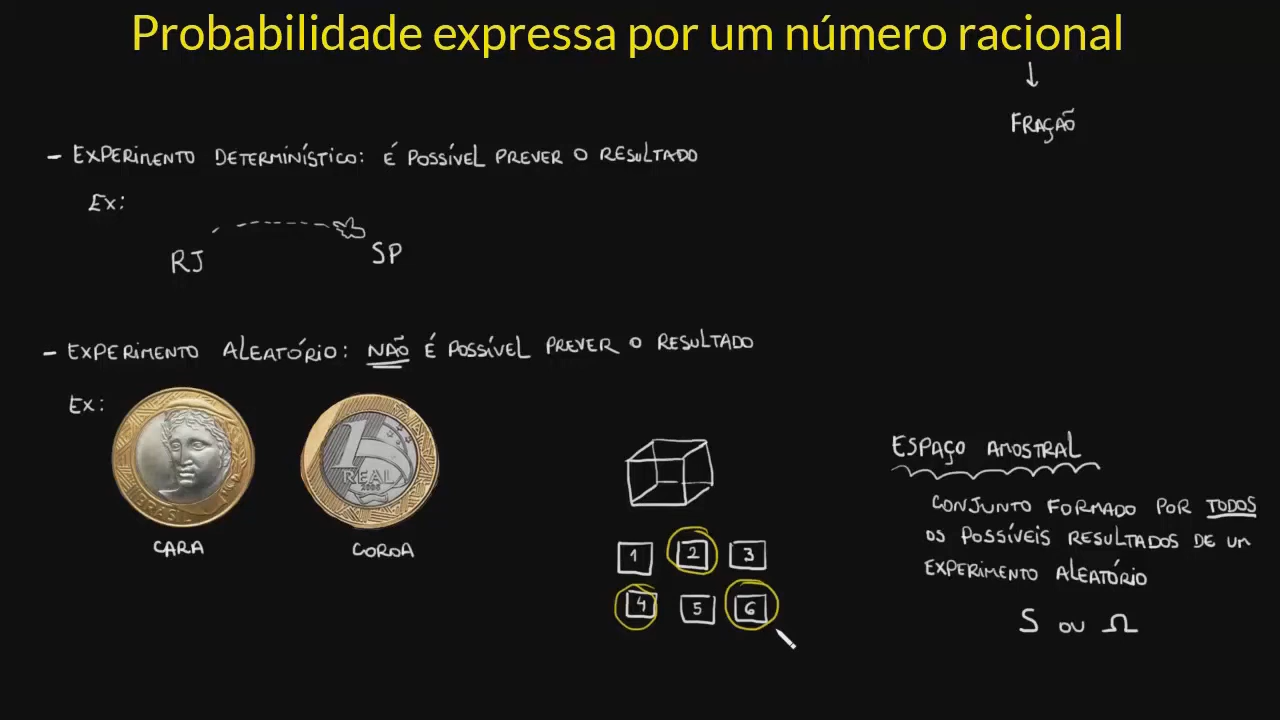 Probabilidade expressa por um número racional
FRAÇÃO
- EXPERIMENTO DETERMINÍSTICO: É POSSÍVEL PREVER O RESULTADO
EX:
RJ
SP
- EXPERIMENTO ALEATÓRIO: NÃO É POSSÍVEL PREVER O RESULTADO
EX:
BRASIL
1
REAL
CARA
COROA
1 2 3
4 5 6
ESPAÇO AMOSTRAL
CONJUNTO FORMADO POR TODOS
OS POSSÍVEIS RESULTADOS DE UM
EXPERIMENTO ALEATÓRIO
S OU Ω